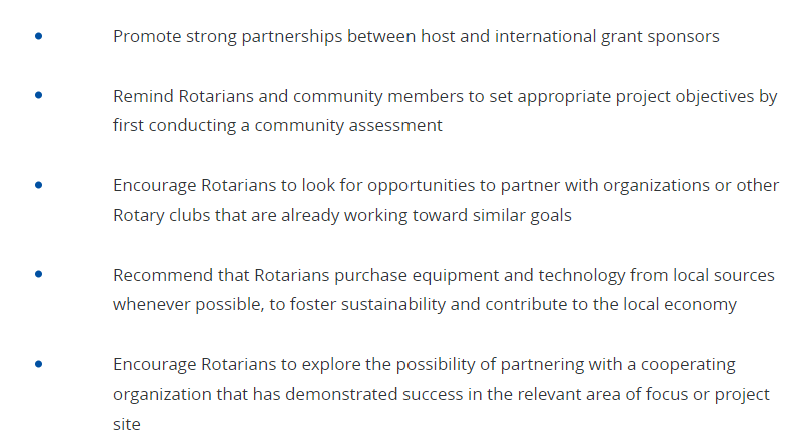 Promote strong partnerships between host and international grant sponsors
Remind Rotarians and community members to set appropriate project objectives by
first conducting a community assessment
Encourage Rotarians to look for opportunities to partner with organizations or other
Rotary clubs that are already working toward similar goals
Recommend that Rotarians purchase equipment and technology from local sources
whenever possible, to foster sustainability and contribute to the local economy
Encourage Rotarians to explore the possibility of partnering with a cooperating
organization that has demonstrated success in the relevant area of focus or project
site